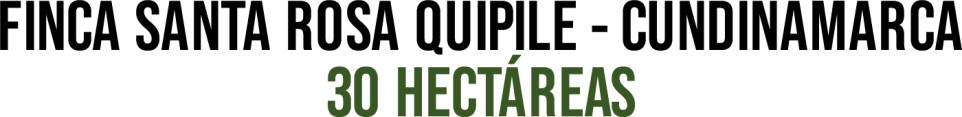 FINCA SANTA ROSA QUIPILE - CUNDINAMARCA
30 HECTÁREAS